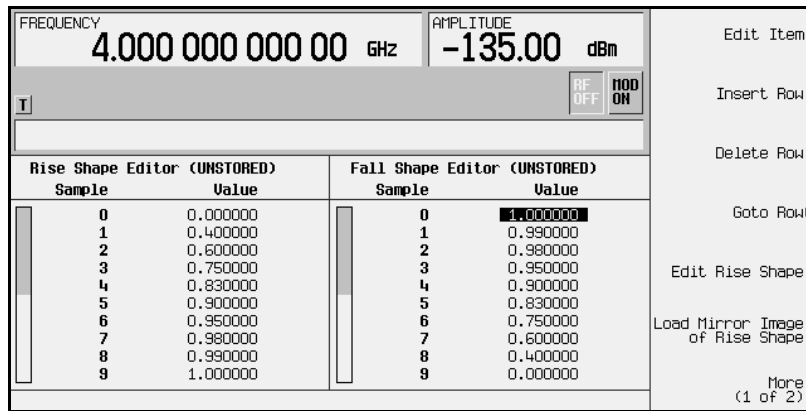 FREQUENCY
4.000 000 000 00 GHz
AMPLITUDE
-135.00 dBm
RF OFF
MOD ON
T
Rise Shape Editor (UNSTORED)
Sample Value
0 0.000000
1 0.400000
2 0.600000
3 0.750000
4 0.830000
5 0.900000
6 0.950000
7 0.980000
8 0.990000
9 1.000000
Fall Shape Editor (UNSTORED)
Sample Value
0 1.000000
1 0.990000
2 0.980000
3 0.950000
4 0.900000
5 0.830000
6 0.750000
7 0.600000
8 0.400000
9 0.000000
Edit Item
Insert Row
Delete Row
Goto Row
Edit Rise Shape
Load Mirror Image
of Rise Shape
More
(1 of 2)